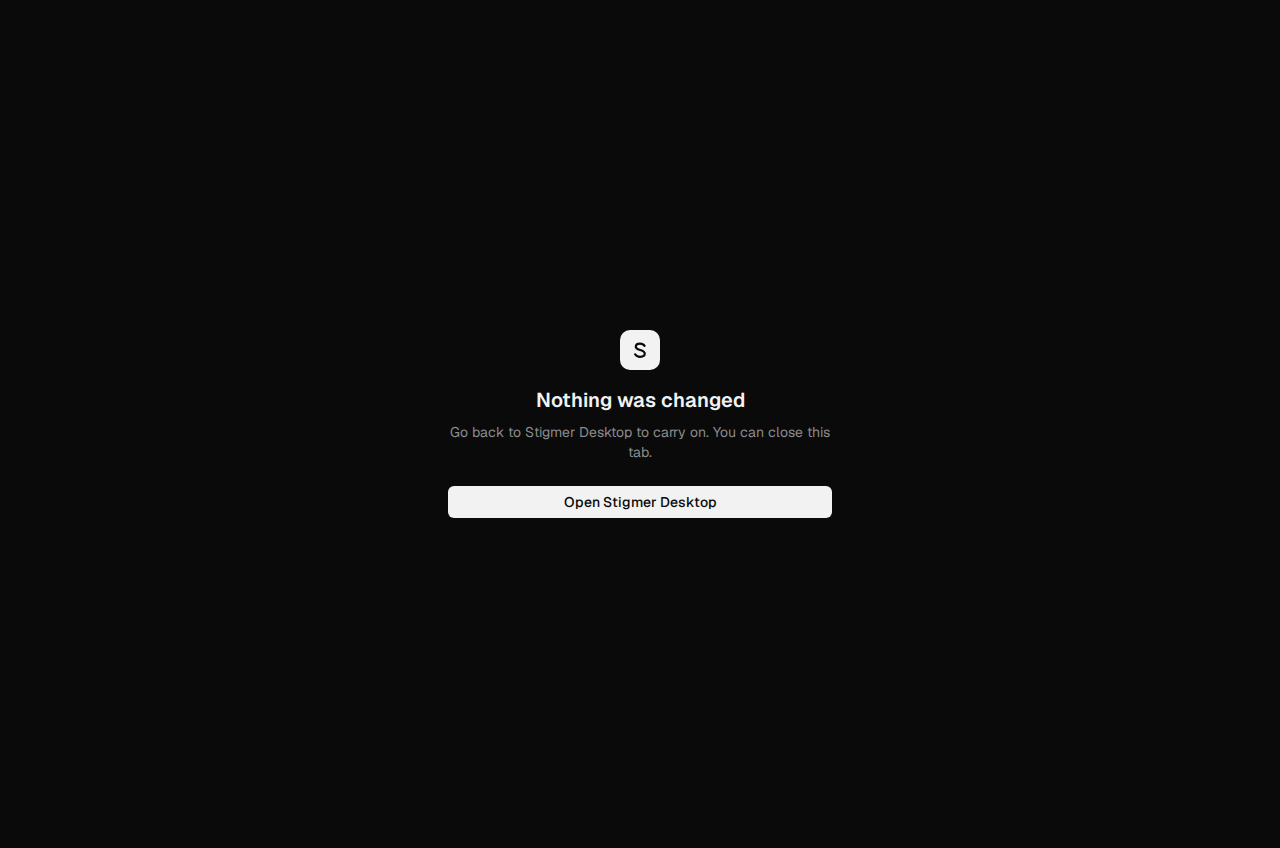 S
Nothing was changed
Go back to Stigmer Desktop to carry on. You can close this
tab.
Open Stigmer Desktop